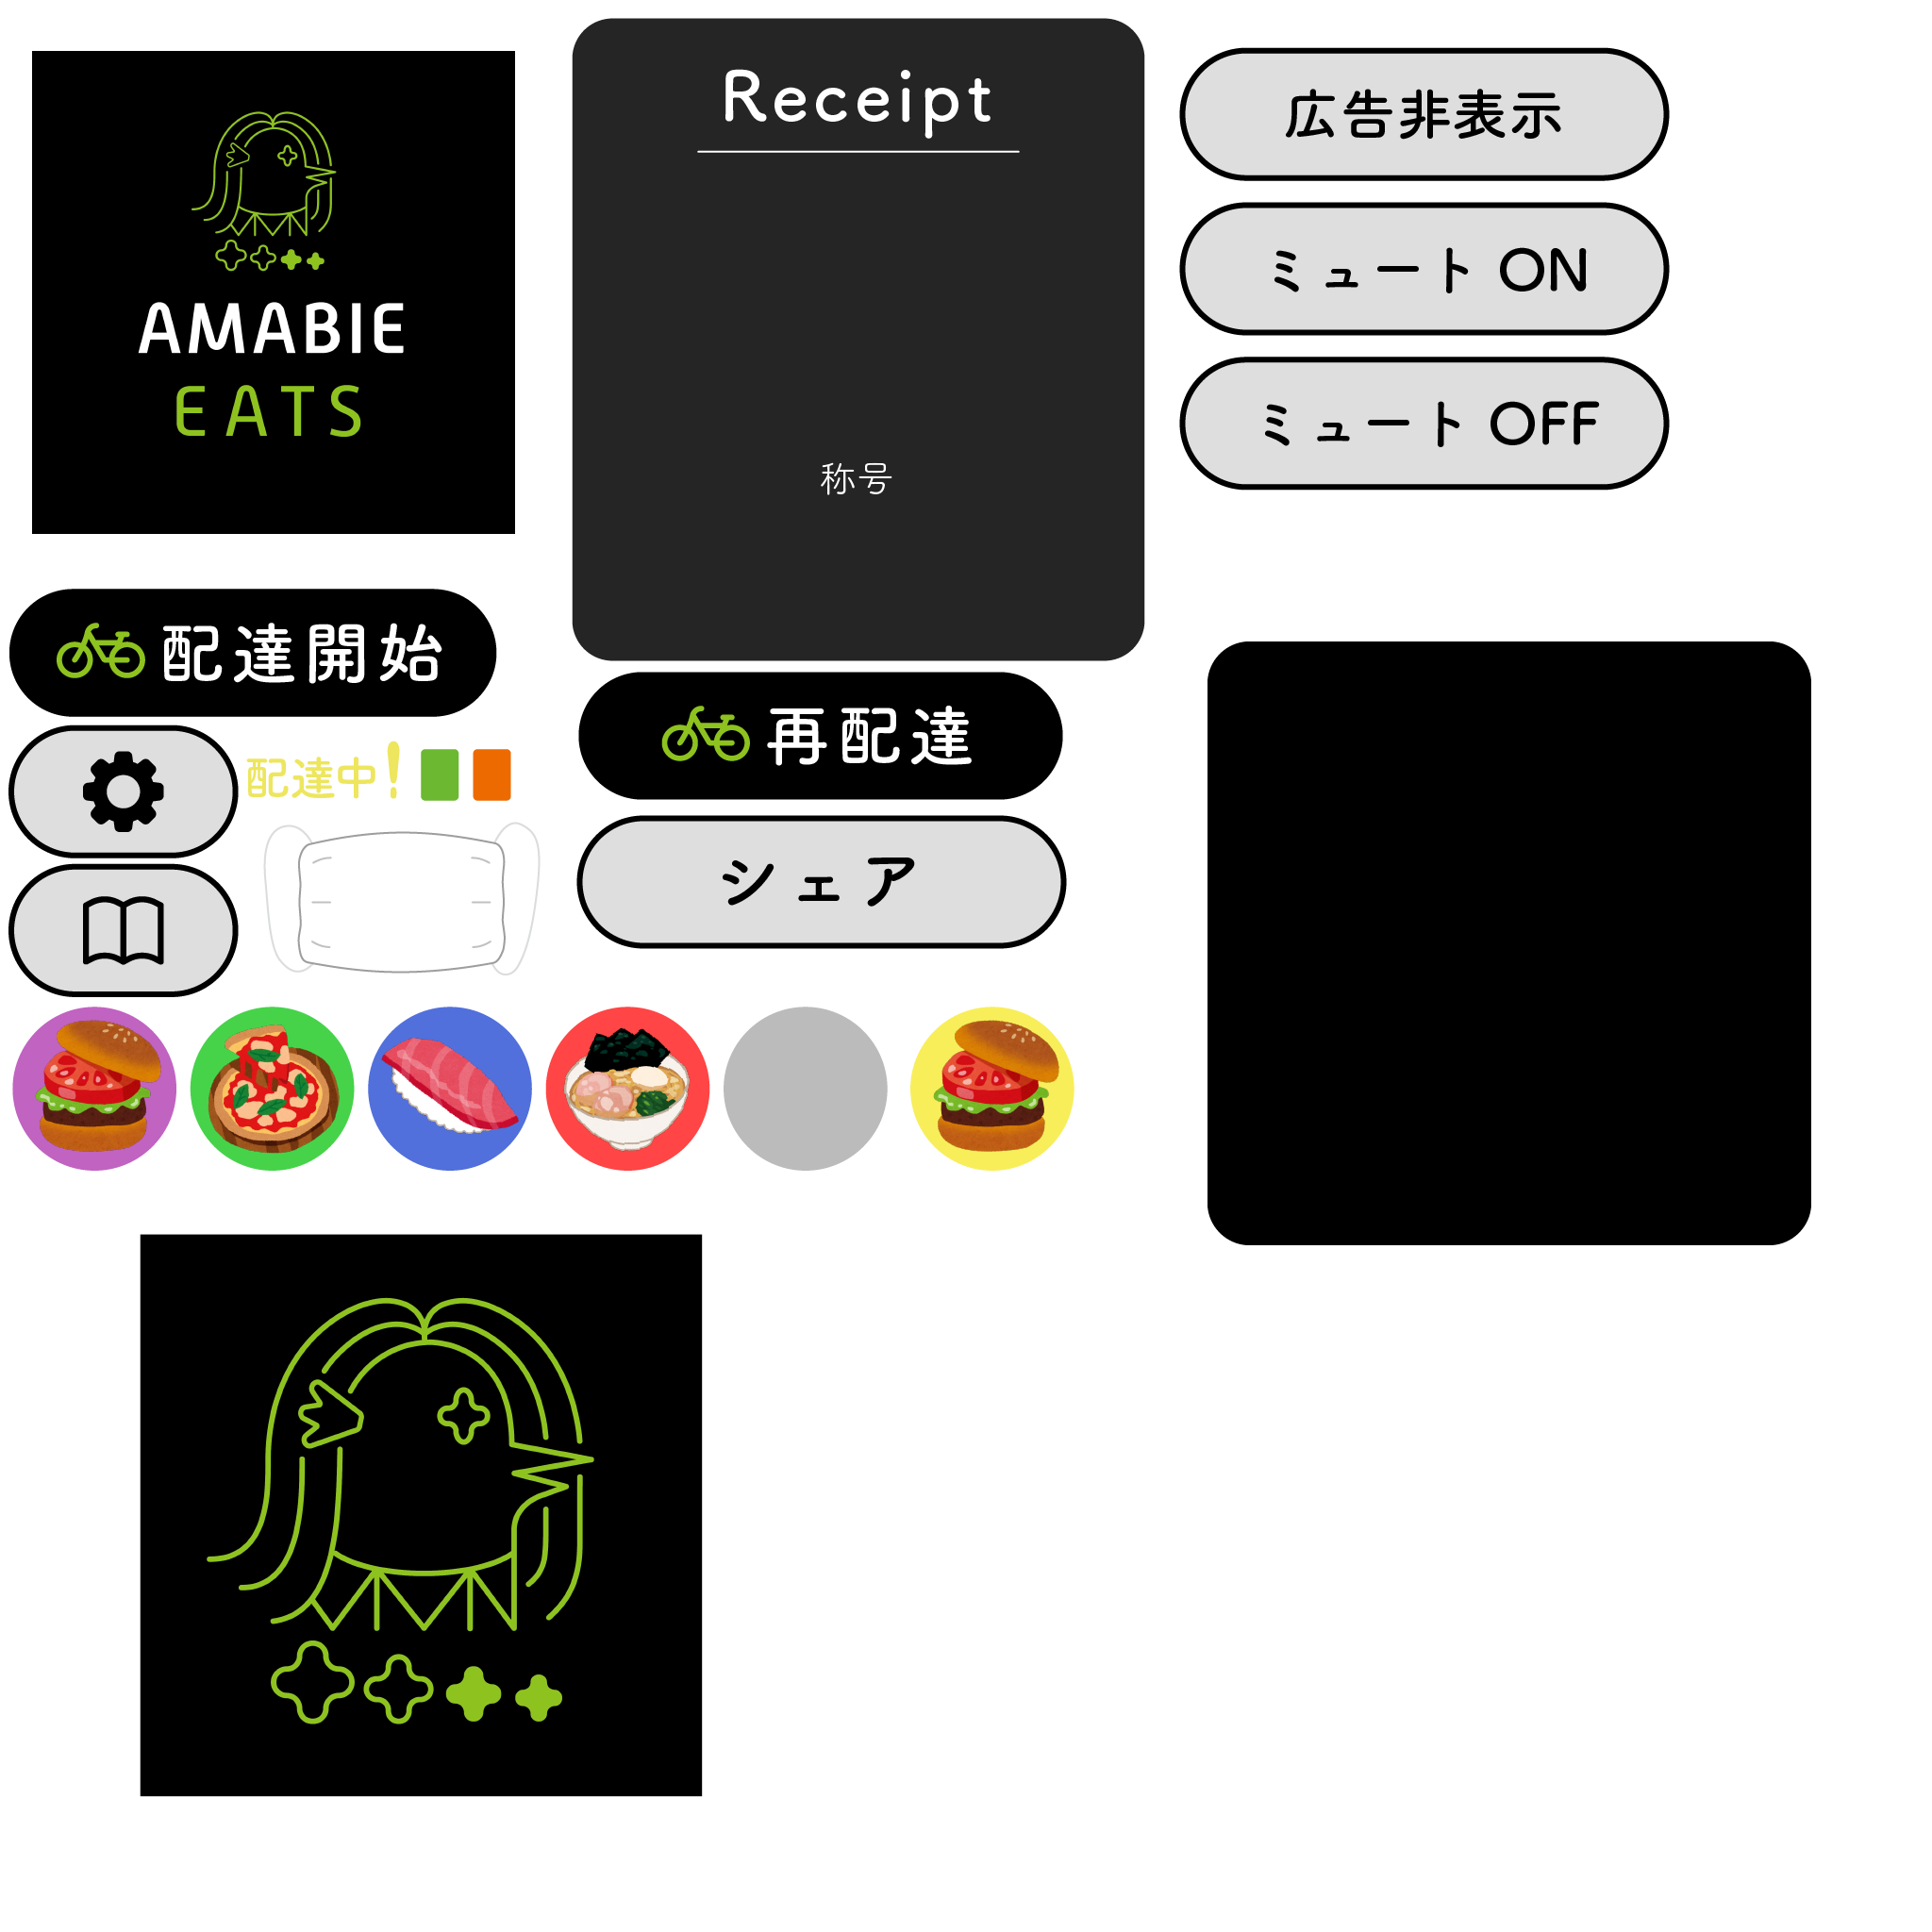 AMABIE
EATS
Receipt
称号
広告非表示
ミュート ON
ミュート OFF
配達開始
配達中!
再配達
シェア